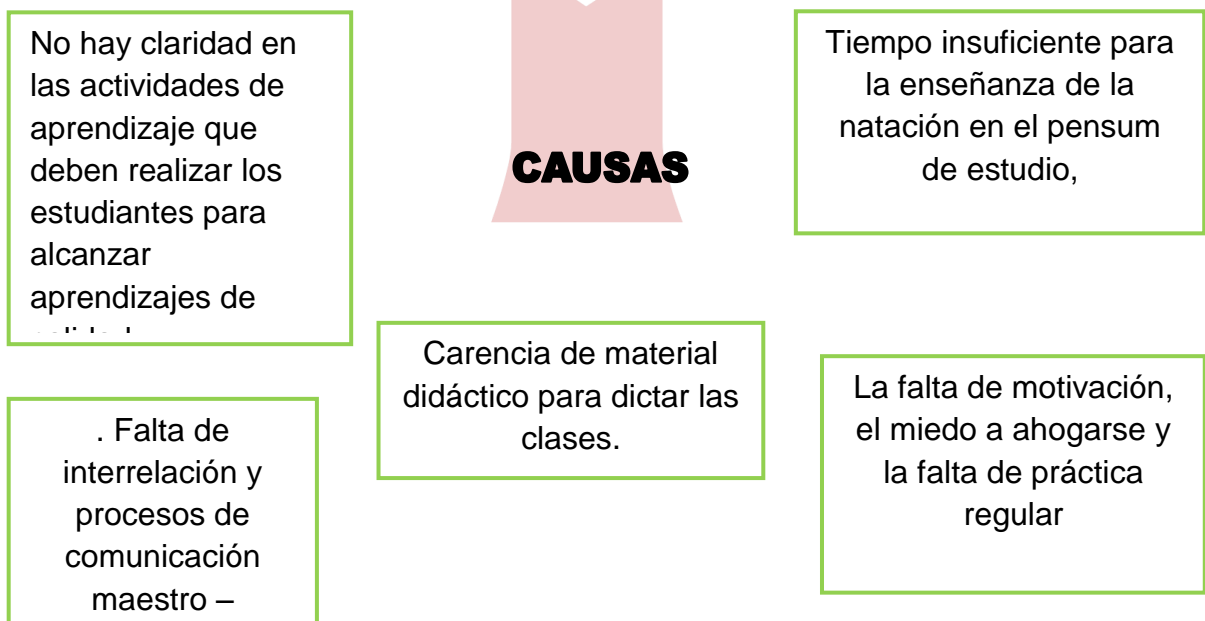 No hay claridad en
las actividades de
aprendizaje que
deben realizar los
estudiantes para
alcanzar
aprendizajes de
CAUSAS
Tiempo insuficiente para
la enseñanza de la
natación en el pensum
de estudio,
Carencia de material
didáctico para dictar las
clases.
. Falta de
interrelación y
procesos de
comunicación
maestro –
La falta de motivación,
el miedo a ahogarse y
la falta de práctica
regular